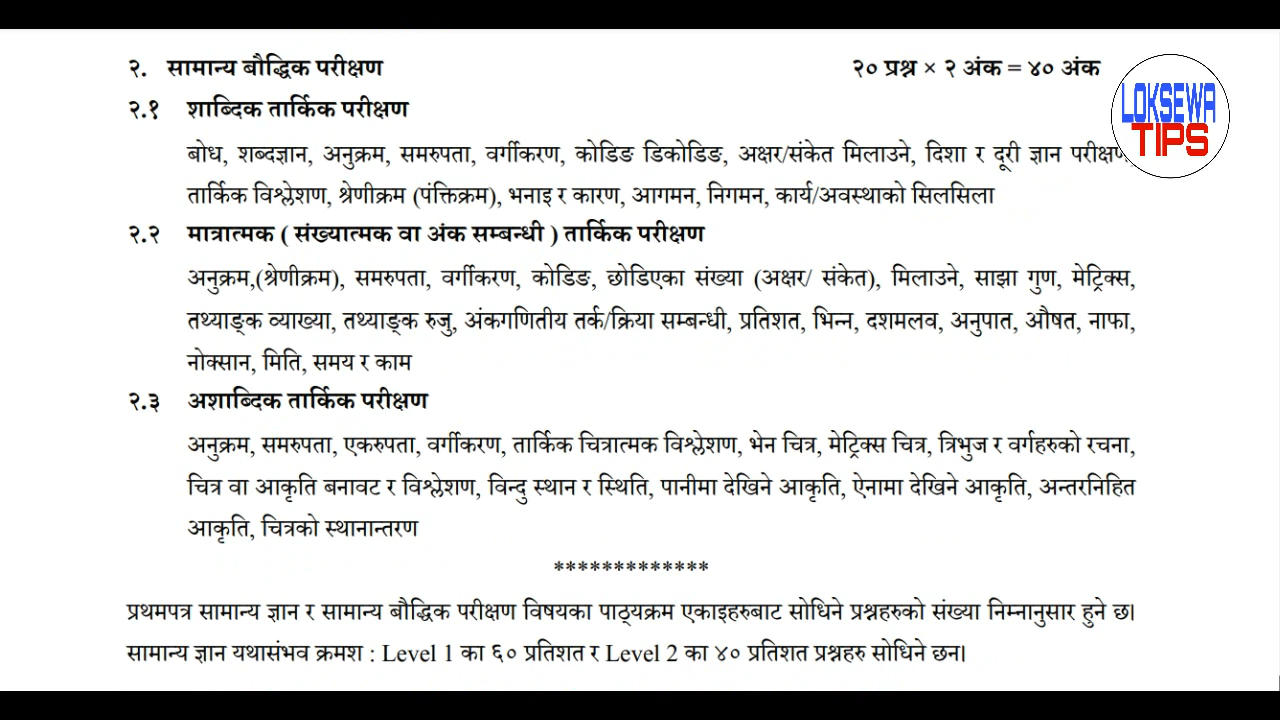 २. सामान्य बौद्धिक परीक्षण २० प्रश्न × २ अंक = ४० अंक
LOKSEWA
TIPS
२.१ शाब्दिक तार्किक परीक्षण
बोध, शब्दज्ञान, अनुक्रम, समरुपता, वर्गीकरण, कोडिङ डिकोडिङ, अक्षर/संकेत मिलाउने, दिशा र दूरी ज्ञान परीक्षण,
तार्किक विश्लेशण, श्रेणीक्रम (पंक्तिक्रम), भनाइ र कारण, आगमन, निगमन, कार्य/अवस्थाको सिलसिला
२.२ मात्रात्मक ( संख्यात्मक वा अंक सम्बन्धी ) तार्किक परीक्षण
अनुक्रम,(श्रेणीक्रम), समरुपता, वर्गीकरण, कोडिङ, छोडिएका संख्या (अक्षर/ संकेत), मिलाउने, साझा गुण, मेट्रिक्स,
तथ्याङ्क व्याख्या, तथ्याङ्क रुजु, अंकगणितीय तर्क/क्रिया सम्बन्धी, प्रतिशत, भिन्न, दशमलव, अनुपात, औषत, नाफा,
नोक्सान, मिति, समय र काम
२.३ अशाब्दिक तार्किक परीक्षण
अनुक्रम, समरुपता, एकरुपता, वर्गीकरण, तार्किक चित्रात्मक विश्लेशण, भेन चित्र, मेट्रिक्स चित्र, त्रिभुज र वर्गहरुको रचना,
चित्र वा आकृति बनावट र विश्लेशण, विन्दु स्थान र स्थिति, पानीमा देखिने आकृति, ऐनामा देखिने आकृति, अन्तरनिहित
आकृति, चित्रको स्थानान्तरण
*************
प्रथमपत्र सामान्य ज्ञान र सामान्य बौद्धिक परीक्षण विषयका पाठ्यक्रम एकाइहरुबाट सोधिने प्रश्नहरुको संख्या निम्नानुसार हुने छ।
सामान्य ज्ञान यथासंभव क्रमश : Level 1 का ६० प्रतिशत र Level 2 का ४० प्रतिशत प्रश्नहरु सोधिने छन।